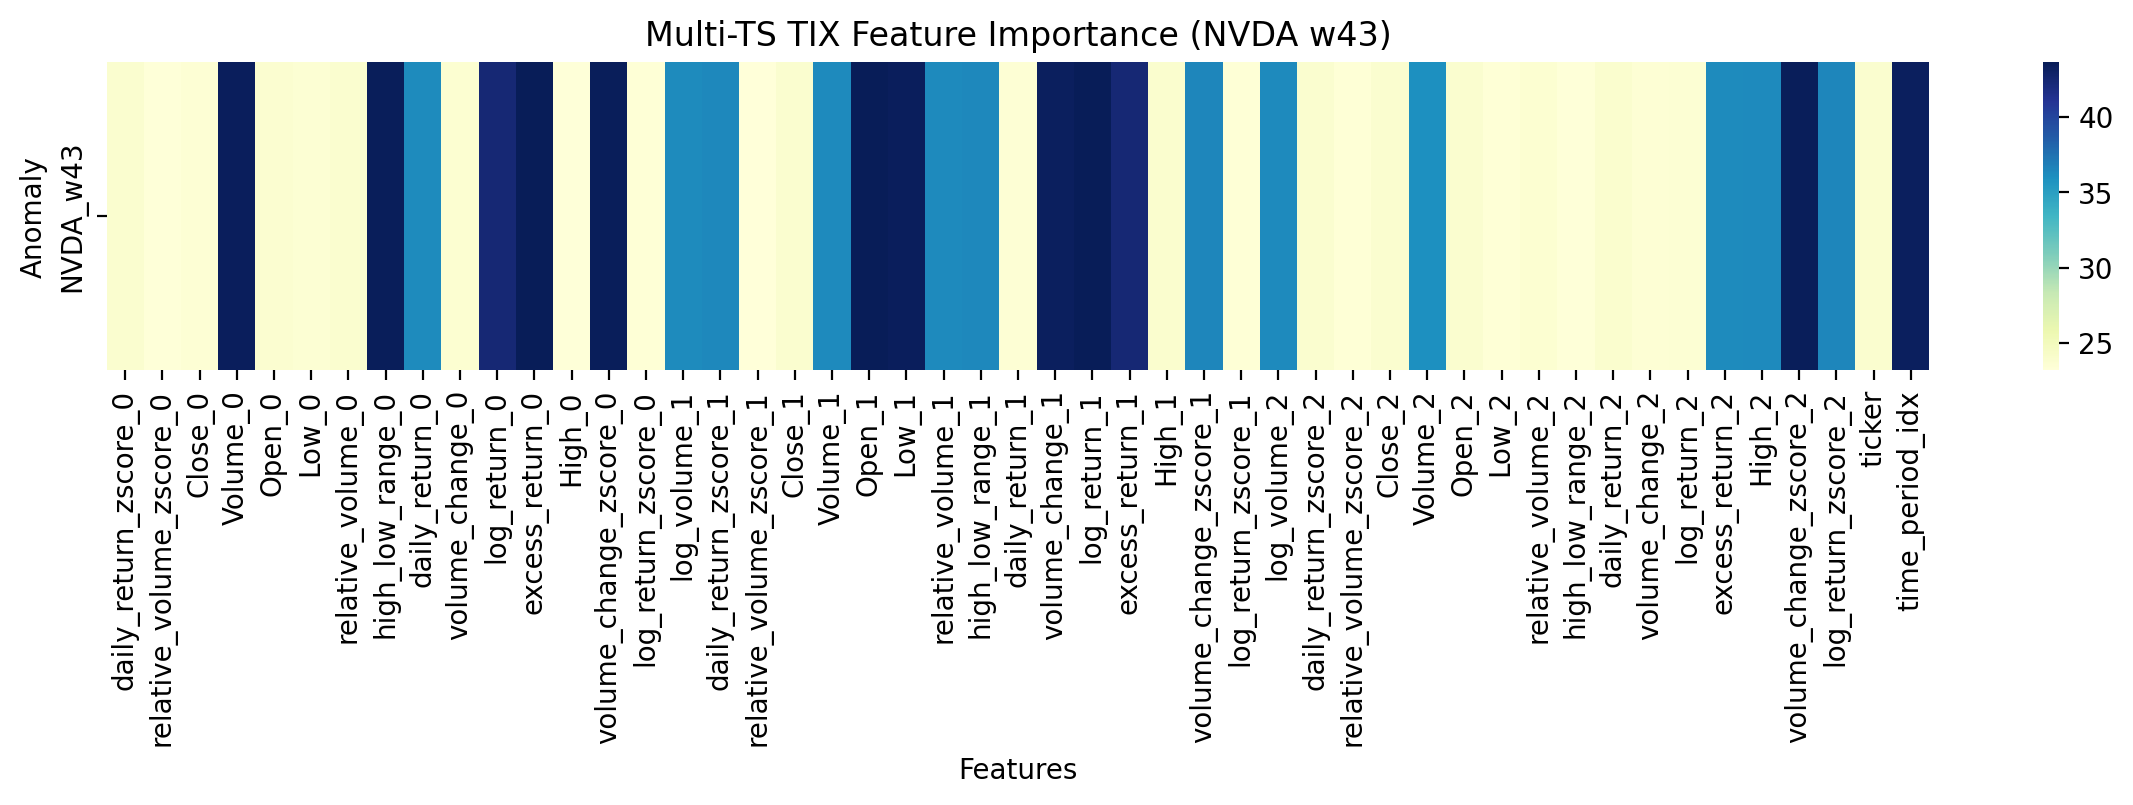 Multi-TS TIX Feature Importance (NVDA w43)
Anomaly
NVDA_w43
40
35
30
25
daily_return_zscore_0
relative_volume_zscore_0
Close_0
Volume_0
Open_0
Low_0
relative_volume_0
high_low_range_0
daily_return_0
volume_change_0
log_return_0
excess_return_0
High_0
volume_change_zscore_0
log_return_zscore_0
log_volume_1
daily_return_zscore_1
relative_volume_zscore_1
Close_1
Volume_1
Open_1
Low_1
relative_volume_1
high_low_range_1
daily_return_1
volume_change_1
log_return_1
excess_return_1
High_1
volume_change_zscore_1
log_return_zscore_1
log_volume_2
daily_return_zscore_2
relative_volume_zscore_2
Close_2
Volume_2
Open_2
Low_2
relative_volume_2
high_low_range_2
daily_return_2
volume_change_2
log_return_2
excess_return_2
High_2
volume_change_zscore_2
log_return_zscore_2
ticker
time_period_idx
Features